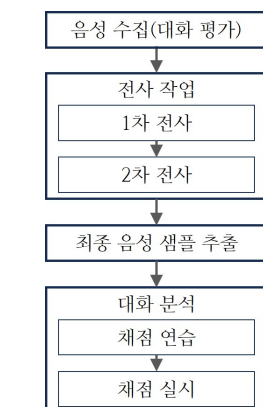 음성 수집(대화 평가)
전사 작업
1차 전사
2차 전사
최종 음성 샘플 추출
대화 분석
채점 연습
채점 실시